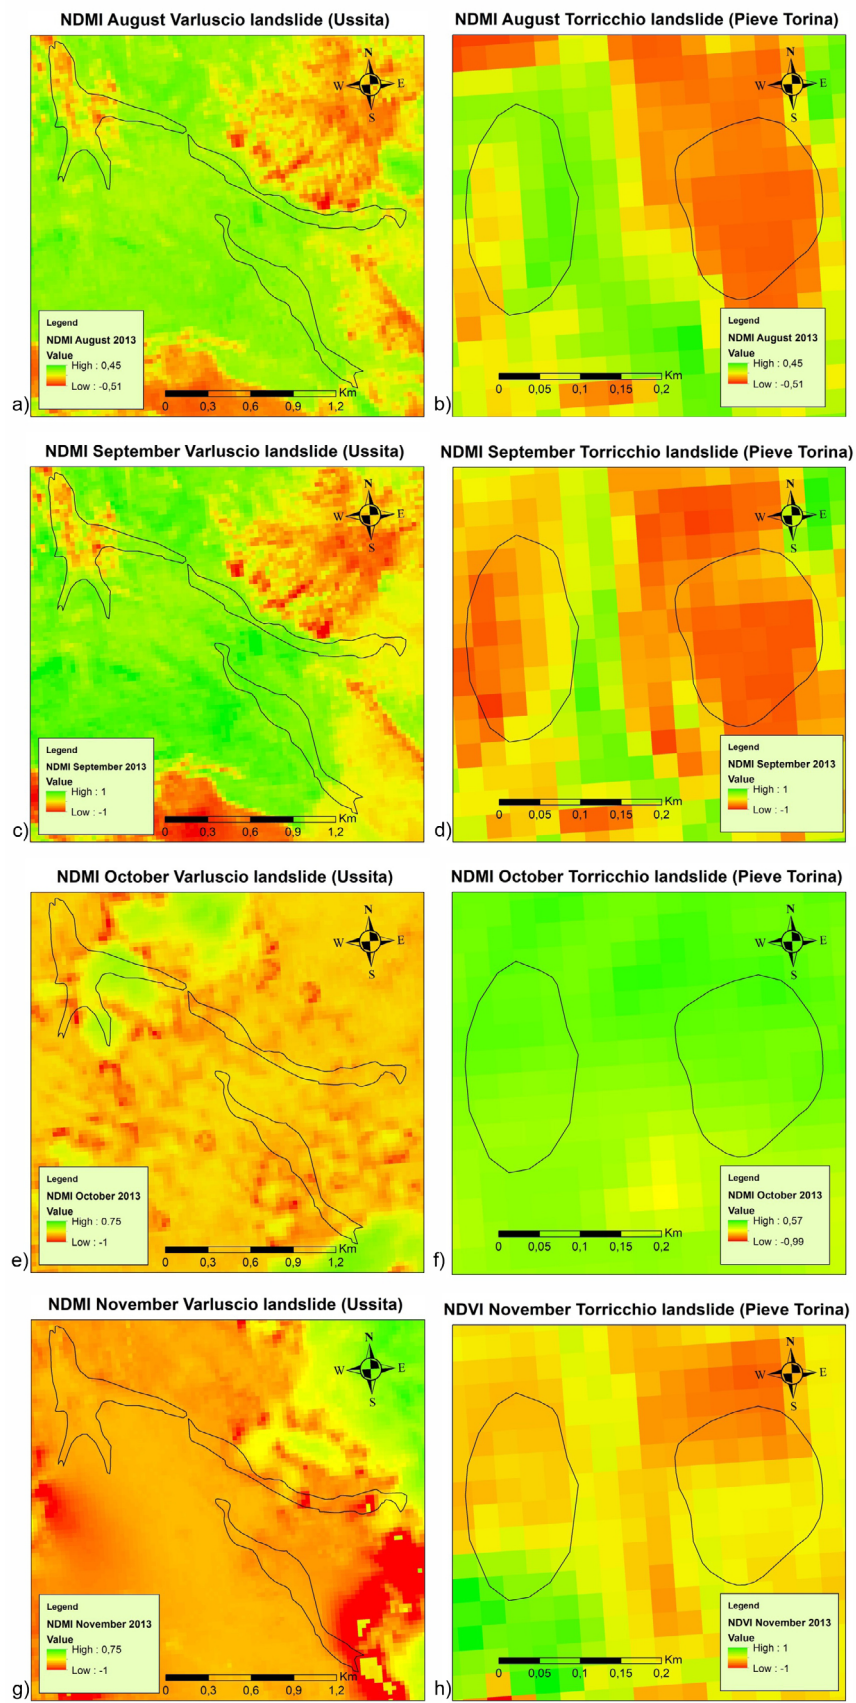 NDMI August Varluscio landslide (Ussita)
N
W E
S
Legend
NDMI August 2013
Value
High : 0,45
Low : -0,51
Km
0 0,3 0,6 0,9 1,2
a)
NDMI August Torricchio landslide (Pieve Torina)
N
W E
S
Legend
NDMI August 2013
Value
High : 0,45
Low : -0,51
Km
0 0,05 0,1 0,15 0,2
b)
NDMI September Varluscio landslide (Ussita)
N
W E
S
Legend
NDMI September 2013
Value
High : 1
Low : -1
Km
0 0,3 0,6 0,9 1,2
c)
NDMI September Torricchio landslide (Pieve Torina)
N
W E
S
Legend
NDMI September 2013
Value
High : 1
Low : -1
Km
0 0,05 0,1 0,15 0,2
d)
NDMI October Varluscio landslide (Ussita)
N
W E
S
Legend
NDMI October 2013
Value
High : 0.75
Low : -1
Km
0 0,3 0,6 0,9 1,2
e)
NDMI October Torricchio landslide (Pieve Torina)
N
W E
S
Legend
NDMI October 2013
Value
High : 0,57
Low : -0,99
Km
0 0,05 0,1 0,15 0,2
f)
NDMI November Varluscio landslide (Ussita)
N
W E
S
Legend
NDMI November 2013
Value
High : 0,75
Low : -1
Km
0 0,3 0,6 0,9 1,2
g)
NDVI November Torricchio landslide (Pieve Torina)
N
W E
S
Legend
NDVI November 2013
Value
High : 1
Low : -1
Km
0 0,05 0,1 0,15 0,2
h)